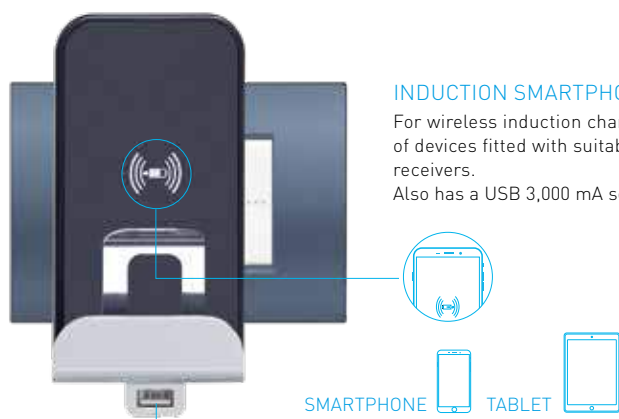 INDUCTION SMARTPHO
For wireless induction char
of devices fitted with suitab
receivers.
Also has a USB 3,000 mA s
SMARTPHONE
TABLET